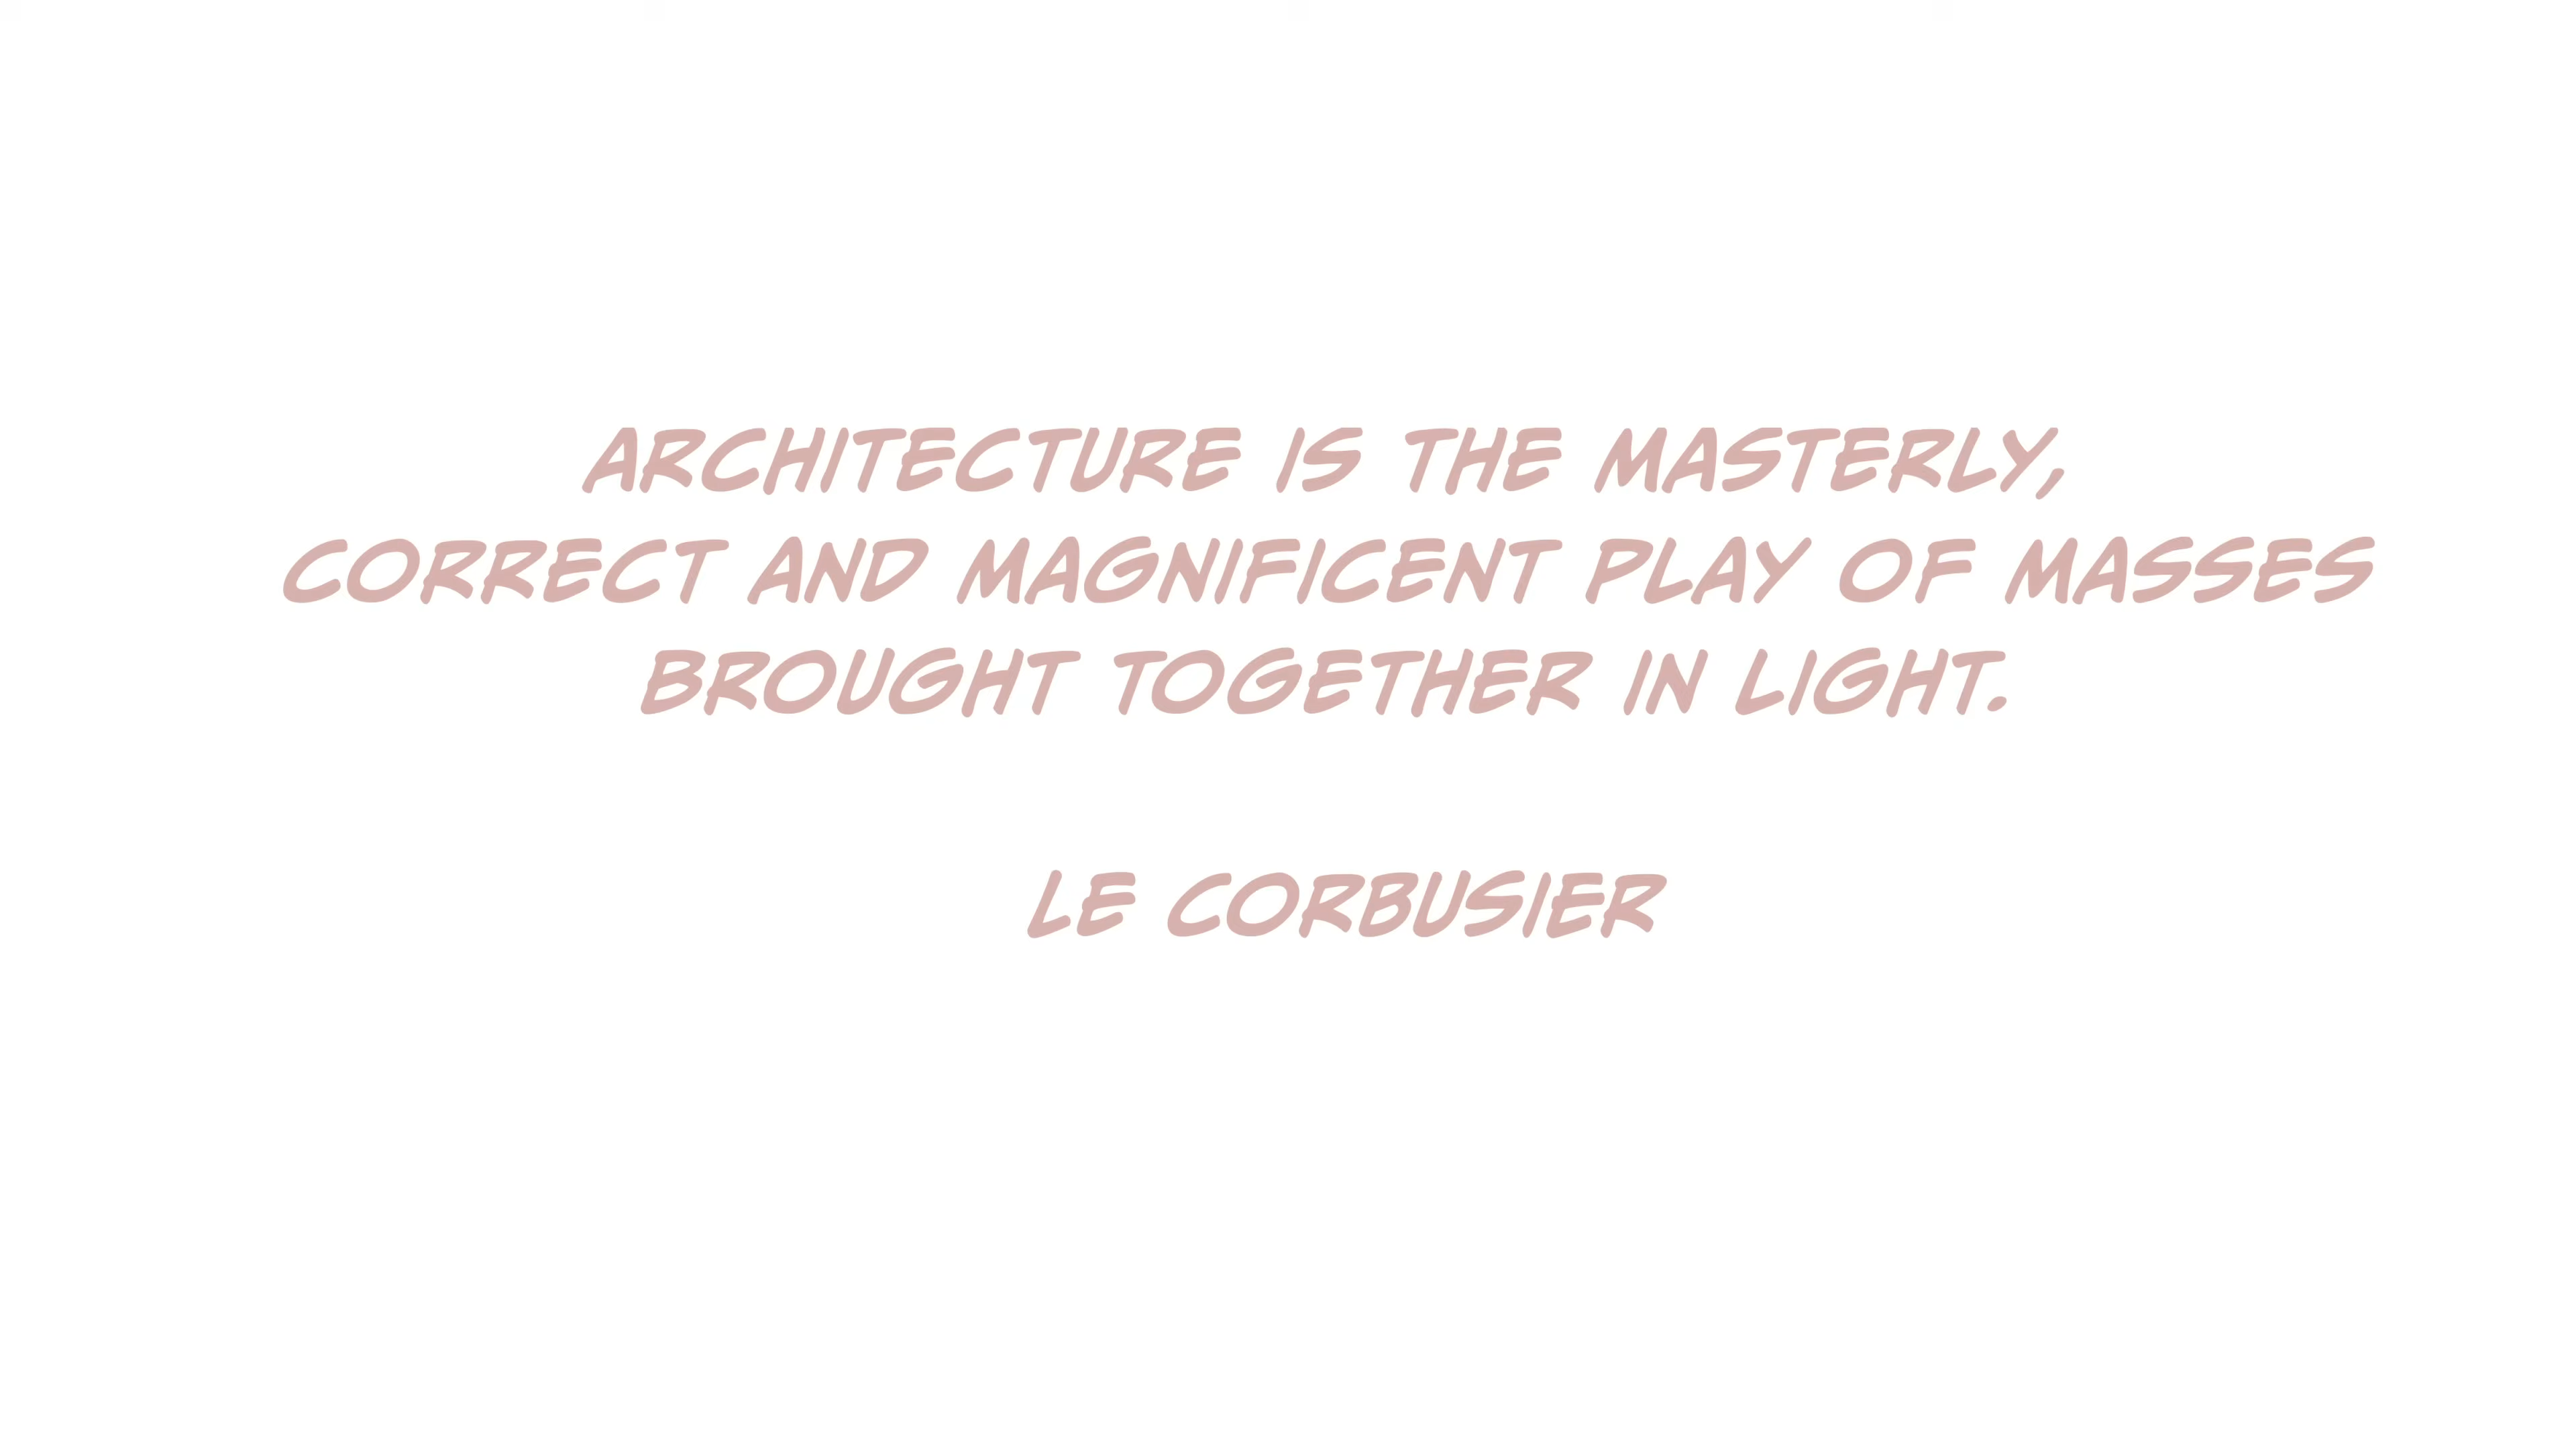 ARCHITECTURE IS THE MASTERLY,
CORRECT AND MAGNIFICENT PLAY OF MASSES
BROUGHT TOGETHER IN LIGHT.
LE CORBUSIER